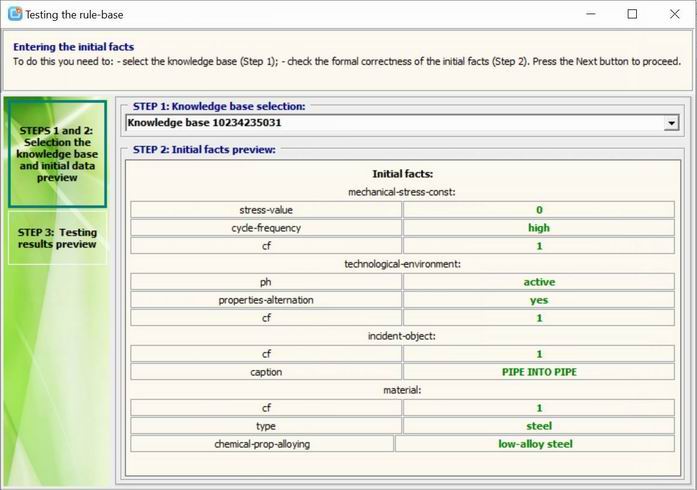 Testing the rule-base
Entering the initial facts
To do this you need to: - select the knowledge base (Step 1); - check the formal correctness of the initial facts (Step 2). Press the Next button to proceed.
STEPS 1 and 2:
Selection the
knowledge base
and initial data
preview
STEP 3: Testing
results preview
STEP 1: Knowledge base selection:
Knowledge base 10234235031
STEP 2: Initial facts preview:
Initial facts:
mechanical-stress-const:
stress-value 0
cycle-frequency high
cf 1
technological-environment:
ph active
properties-alternation yes
cf 1
incident-object:
cf 1
caption PIPE INTO PIPE
material:
cf 1
type steel
chemical-prop-alloying low-alloy steel